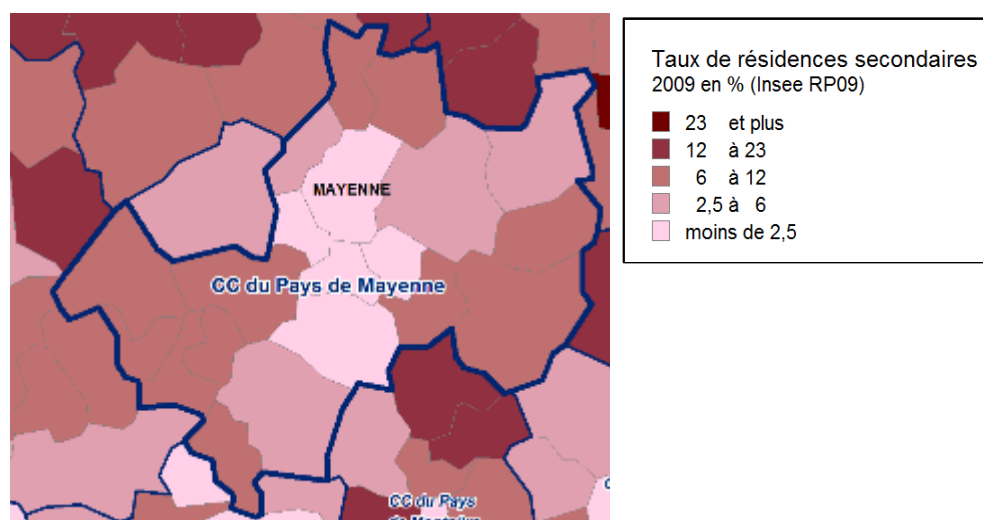 MAYENNE
CC du Pays de Mayenne
CC du Pays
Taux de résidences secondaires
2009 en % (Insee RP09)
23 et plus
12 à 23
6 à 12
2,5 à 6
moins de 2,5